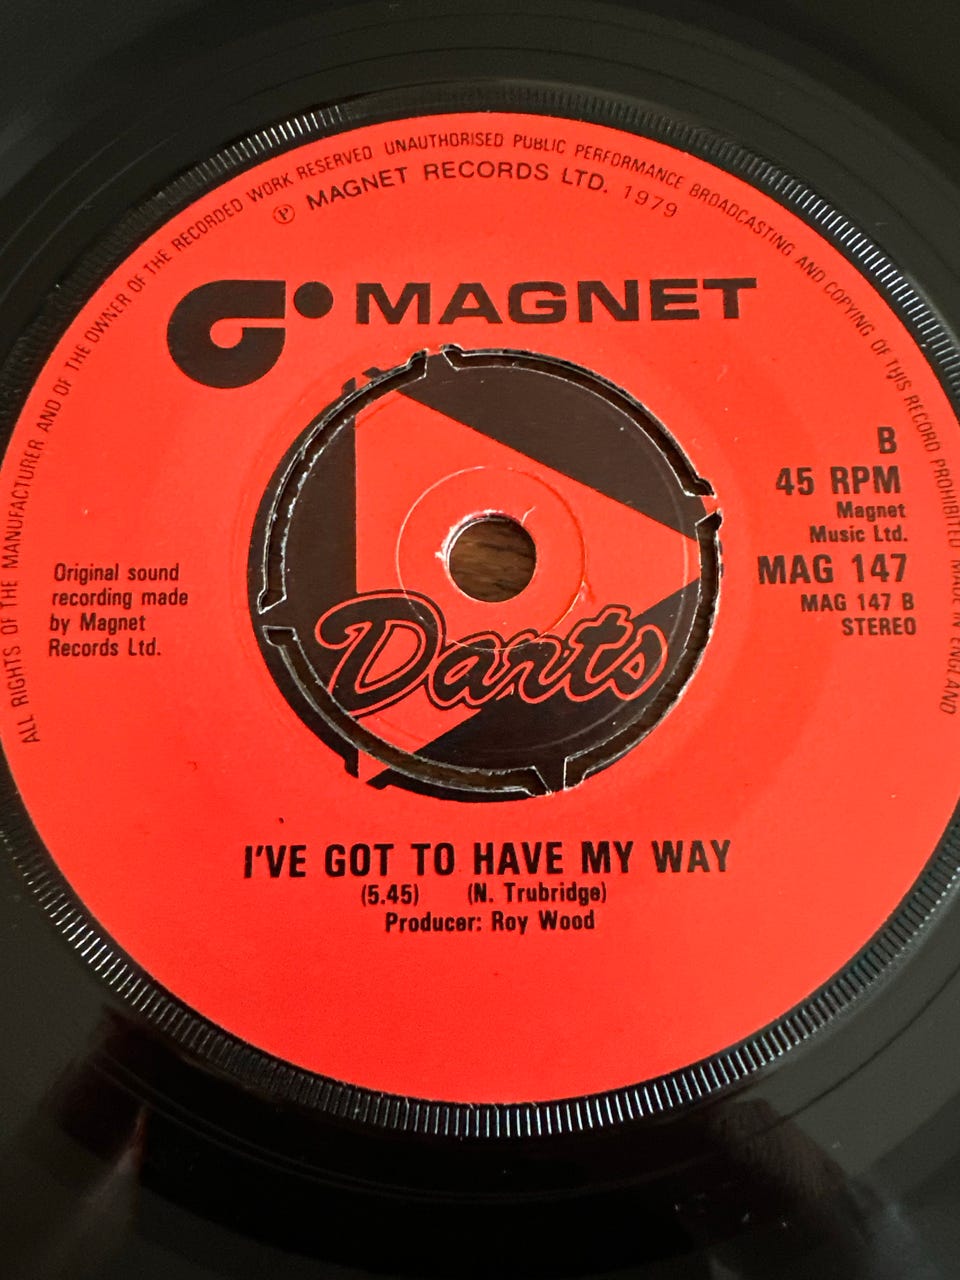 ALL RIGHTS OF THE MANUFACTURER AND OF THE OWNER OF THE RECORDED WORK RESERVED UNAUTHORISED PUBLIC PERFORMANCE BROADCASTING AND COPYING OF THIS RECORD PROHIBITED MADE IN ENGLAND
℗ MAGNET RECORDS LTD. 1979
MAGNET
B
45 RPM
Magnet
Music Ltd.
MAG 147
MAG 147 B
STEREO
Original sound
recording made
by Magnet
Records Ltd.
Darts
I'VE GOT TO HAVE MY WAY
(5.45) (N. Trubridge)
Producer: Roy Wood